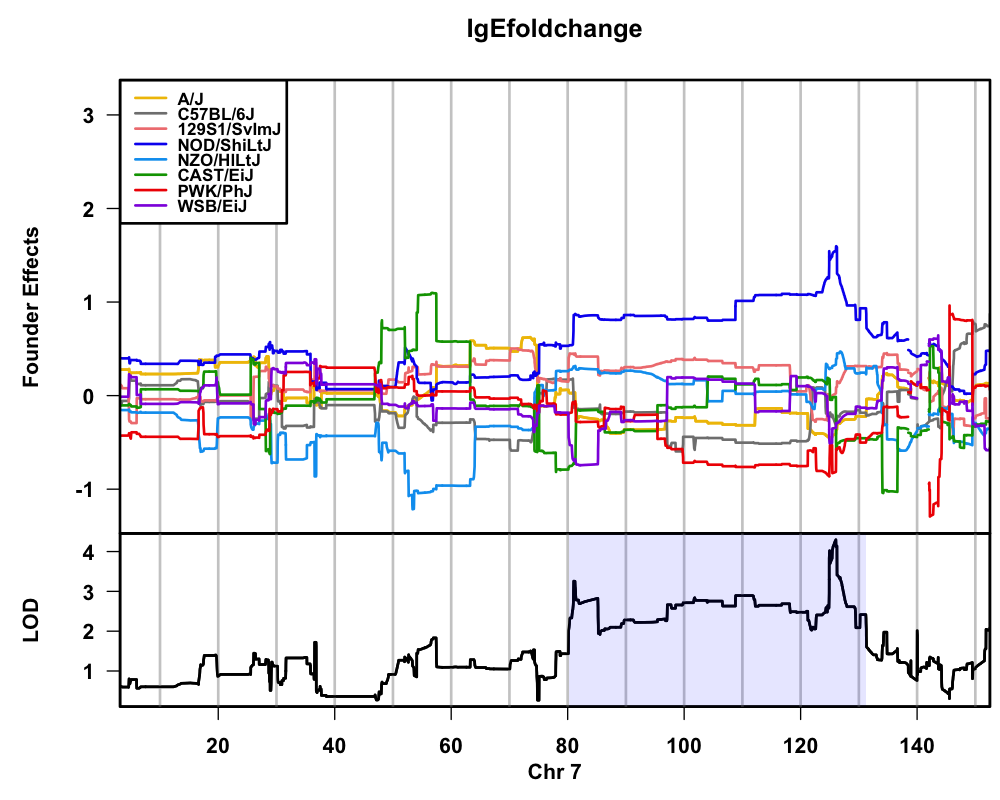 IgEfoldchange
A/J
C57BL/6J
129S1/SvImJ
NOD/ShiLtJ
NZO/HlLtJ
CAST/EiJ
PWK/PhJ
WSB/EiJ
Founder Effects
3
2
1
0
-1
LOD
4
3
2
1
20 40 60 80 100 120 140
Chr 7